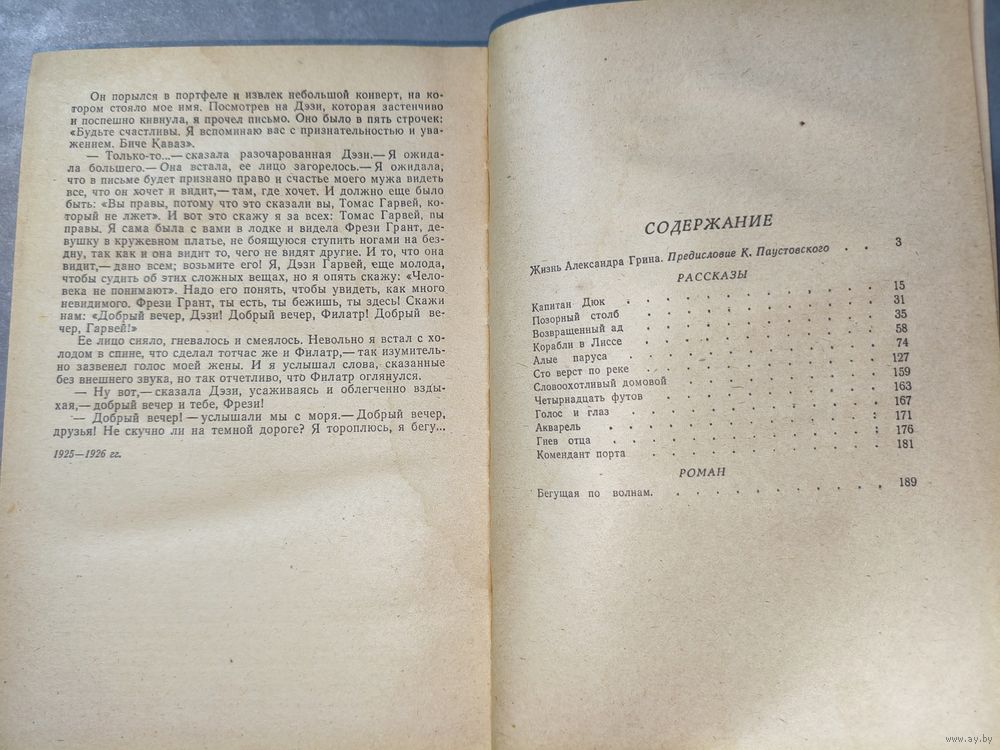 Он порылся в портфеле и извлек небольшой конверт, на ко-
тором стояло мое имя. Посмотрев на Дэзи, которая застенчиво
и поспешно кивнула, я прочел письмо. Оно было в пять строчек:
«Будьте счастливы. Я вспоминаю вас с признательностью и ува-
жением. Биче Каваз».
— Только-то...— сказала разочарованная Дэзи.— Я ожида-
ла большего.— Она встала, ее лицо загорелось.— Я ожидала,
что в письме будет признано право и счастье моего мужа видеть
все, что он хочет и видит,— там, где хочет. И должно еще было
быть: «Вы правы, потому что это сказали вы, Томас Гарвей, ко-
торый не лжет». И вот это скажу я за всех: Томас Гарвей, вы
правы. Я сама была с вами в лодке и видела Фрези Грант, де-
вушку в кружевном платье, не боящуюся ступить ногами на без-
дну, так как и она видит то, чего не видят другие. И то, что она
видит,— дано всем; возьмите его! Я, Дэзи Гарвей, еще молода,
чтобы судить об этих сложных вещах, но я опять скажу: «Чело-
века не понимают». Надо его понять, чтобы увидеть, как много
невидимого. Фрези Грант, ты есть, ты бежишь, ты здесь! Скажи
нам: «Добрый вечер, Дэзи! Добрый вечер, Филатр! Добрый ве-
чер, Гарвей!»
Ее лицо сияло, гневалось и смеялось. Невольно я встал с хо-
лодом в спине, что сделал тотчас же и Филатр,— так изумитель-
но зазвенел голос моей жены. И я услышал слова, сказанные
без внешнего звука, но так отчетливо, что Филатр оглянулся.
— Ну вот,— сказала Дэзи, усаживаясь и облегченно взды-
хая,— добрый вечер и тебе, Фрези!
— Добрый вечер! — услышали мы с моря.— Добрый вечер,
друзья! Не скучно ли на темной дороге? Я тороплюсь, я бегу...
1925—1926 гг.
СОДЕРЖАНИЕ
Жизнь Александра Грина. Предисловие К. Паустовского . . 3
РАССКАЗЫ
Капитан Дюк . . . . . . . . . 15
Позорный столб . . . . . . . . . 31
Возвращенный ад . . . . . . . . . 35
Корабли в Лиссе . . . . . . . . . 58
Алые паруса . . . . . . . . . 74
Сто верст по реке . . . . . . . . . 127
Словоохотливый домовой . . . . . . . . 159
Четырнадцать футов . . . . . . . . . 163
Голос и глаз . . . . . . . . . 167
Акварель . . . . . . . . . 171
Гнев отца . . . . . . . . . 176
Комендант порта . . . . . . . . . 181
РОМАН
Бегущая по волнам. . . . . . . . . 189
www.ay.by